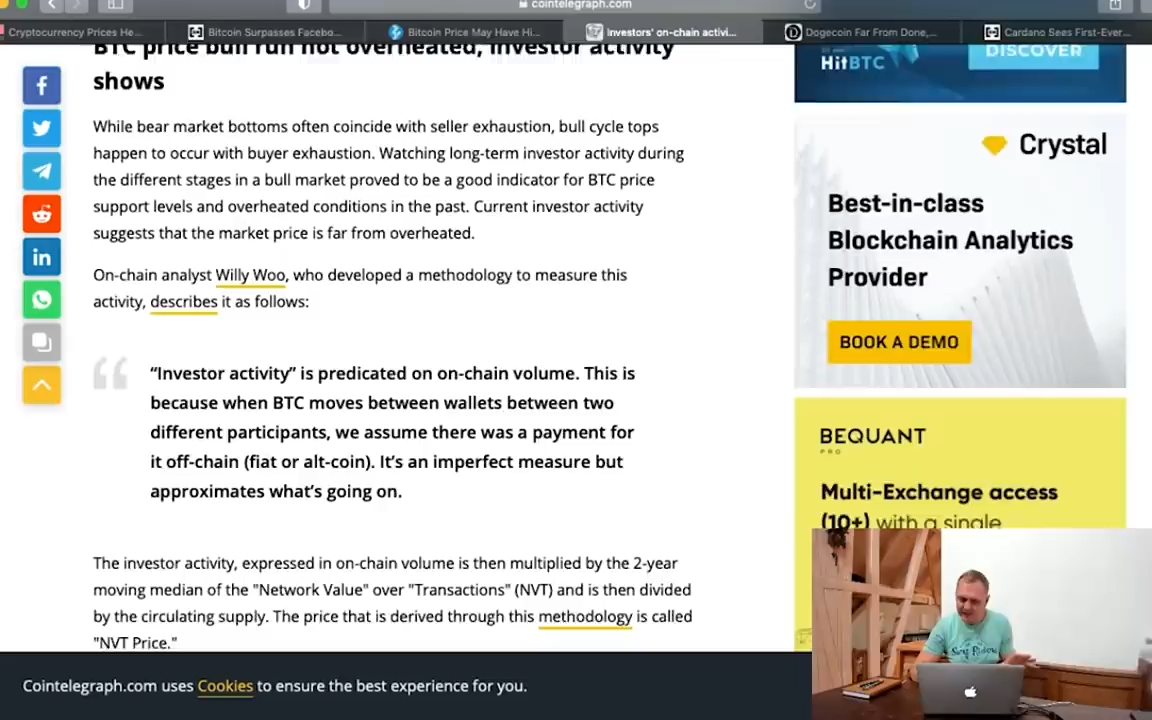 cointelegraph.com
Cryptocurrency Prices He...
Bitcoin Surpasses Facebo...
Bitcoin Price May Have Hi...
Investors' on-chain activi...
Dogecoin Far From Done,...
Cardano Sees First-Ever...
BTC price bull run not overheated, investor activity
shows
While bear market bottoms often coincide with seller exhaustion, bull cycle tops
happen to occur with buyer exhaustion. Watching long-term investor activity during
the different stages in a bull market proved to be a good indicator for BTC price
support levels and overheated conditions in the past. Current investor activity
suggests that the market price is far from overheated.
On-chain analyst Willy Woo, who developed a methodology to measure this
activity, describes it as follows:
“Investor activity” is predicated on on-chain volume. This is
because when BTC moves between wallets between two
different participants, we assume there was a payment for
it off-chain (fiat or alt-coin). It’s an imperfect measure but
approximates what’s going on.
The investor activity, expressed in on-chain volume is then multiplied by the 2-year
moving median of the "Network Value" over "Transactions" (NVT) and is then divided
by the circulating supply. The price that is derived through this methodology is called
"NVT Price."
HitBTC
DISCOVER
Crystal
Best-in-class
Blockchain Analytics
Provider
BOOK A DEMO
BEQUANT
PRO
Multi-Exchange access
(10+) with a single
Cointelegraph.com uses Cookies to ensure the best experience for you.